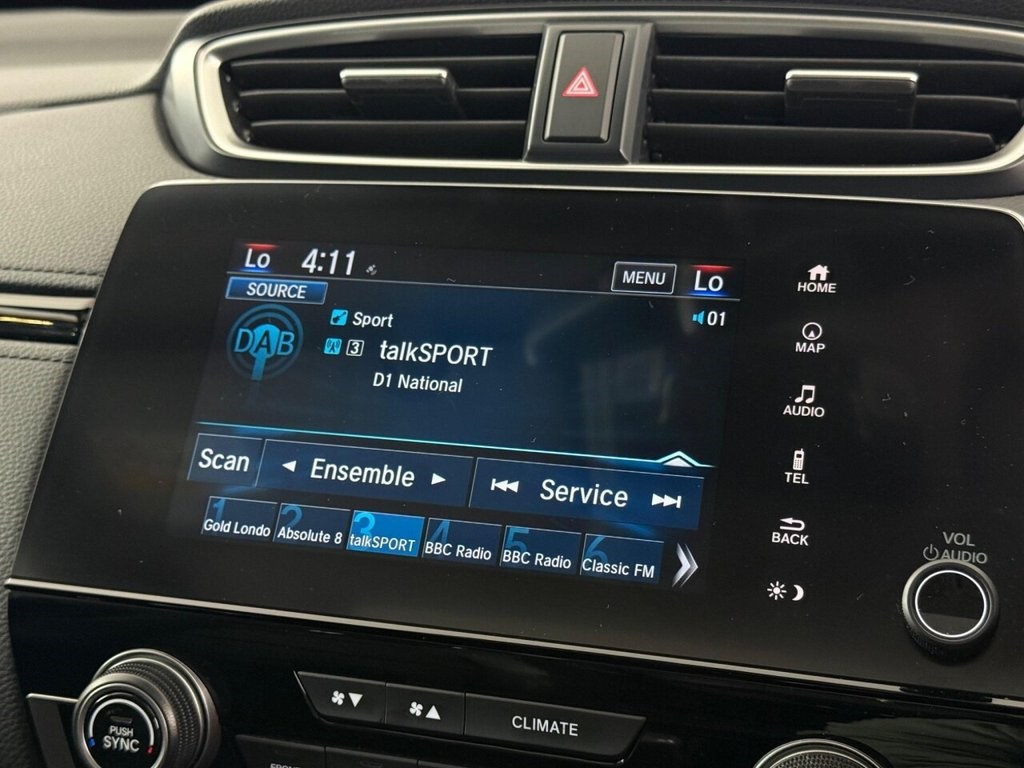 Lo 4:11 MENU Lo
SOURCE
DAB
Sport
01
3 talkSPORT
D1 National
Scan Ensemble Service
1 Gold Londo
2 Absolute 8
3 talkSPORT
4 BBC Radio
5 BBC Radio
6 Classic FM
HOME
MAP
AUDIO
TEL
BACK
VOL
AUDIO
PUSH
SYNC
CLIMATE